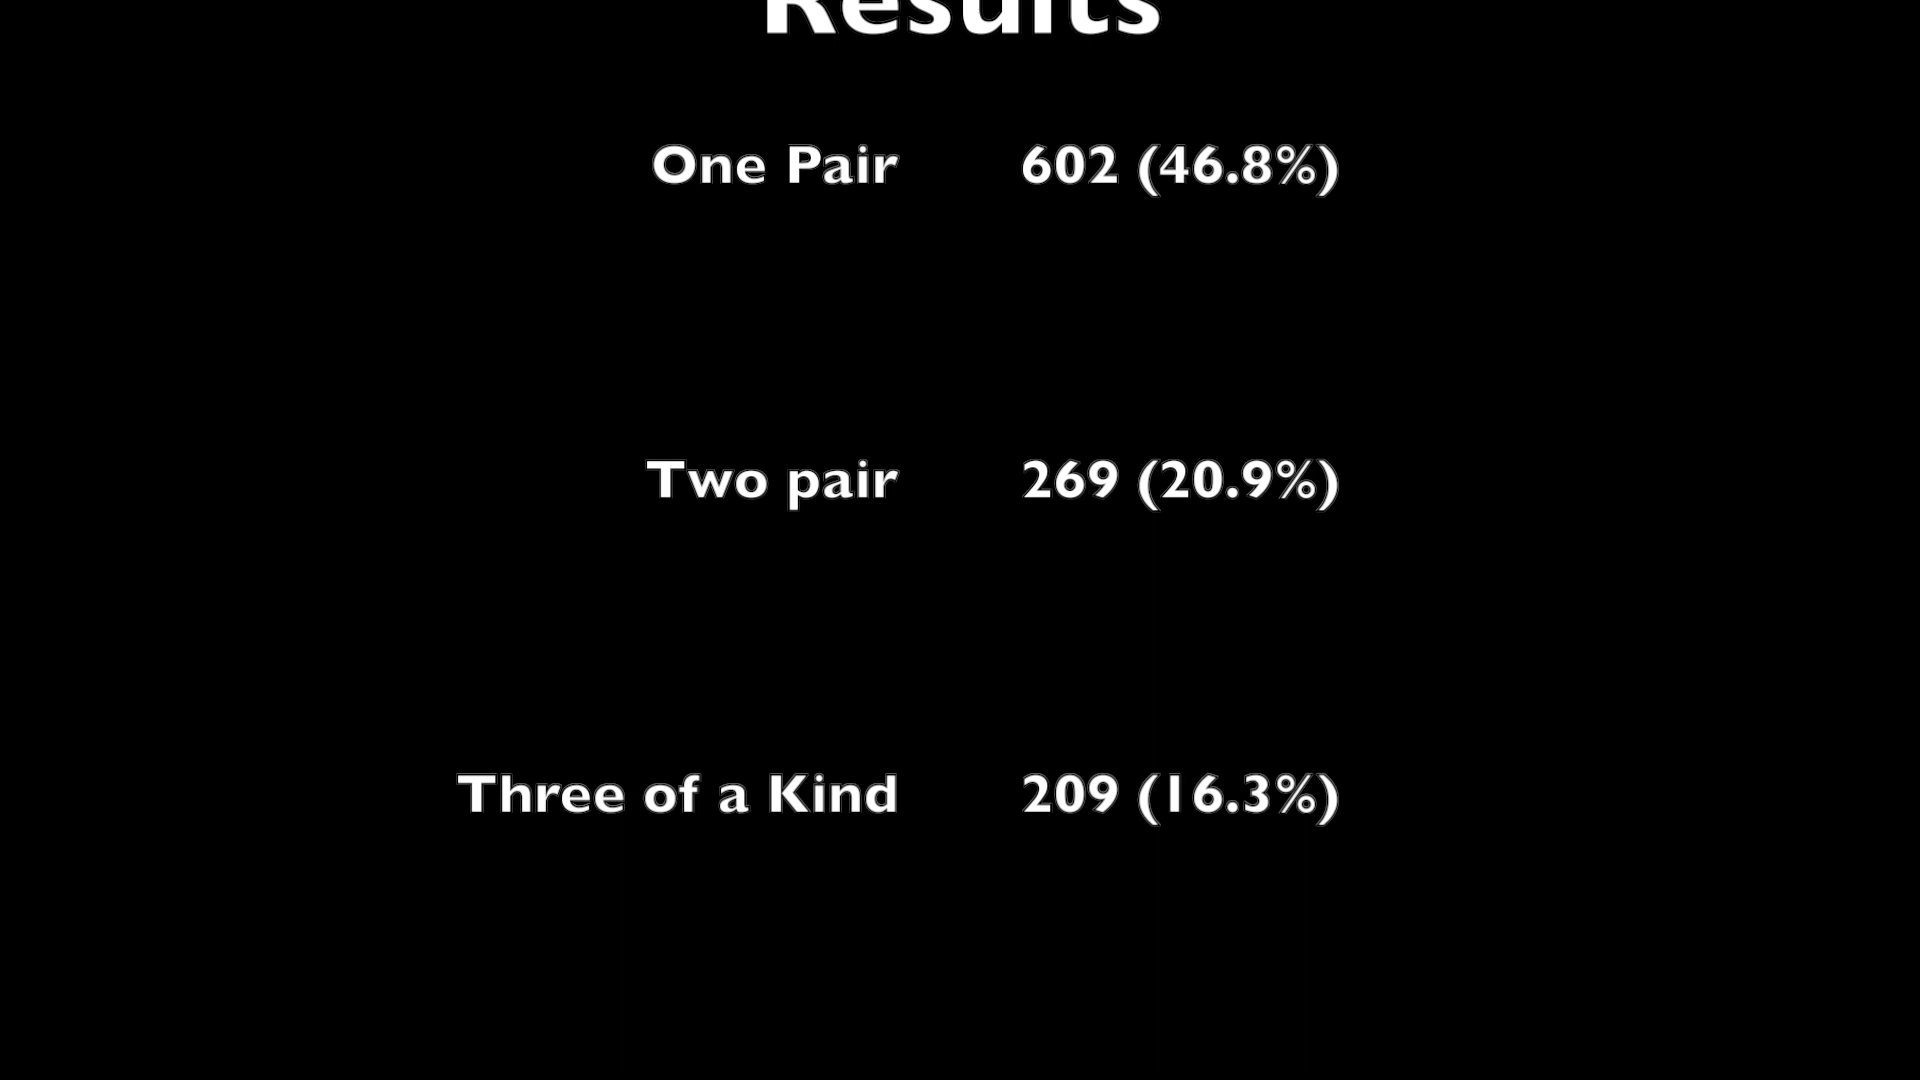 Results
One Pair 602 (46.8%)
Two pair 269 (20.9%)
Three of a Kind 209 (16.3%)